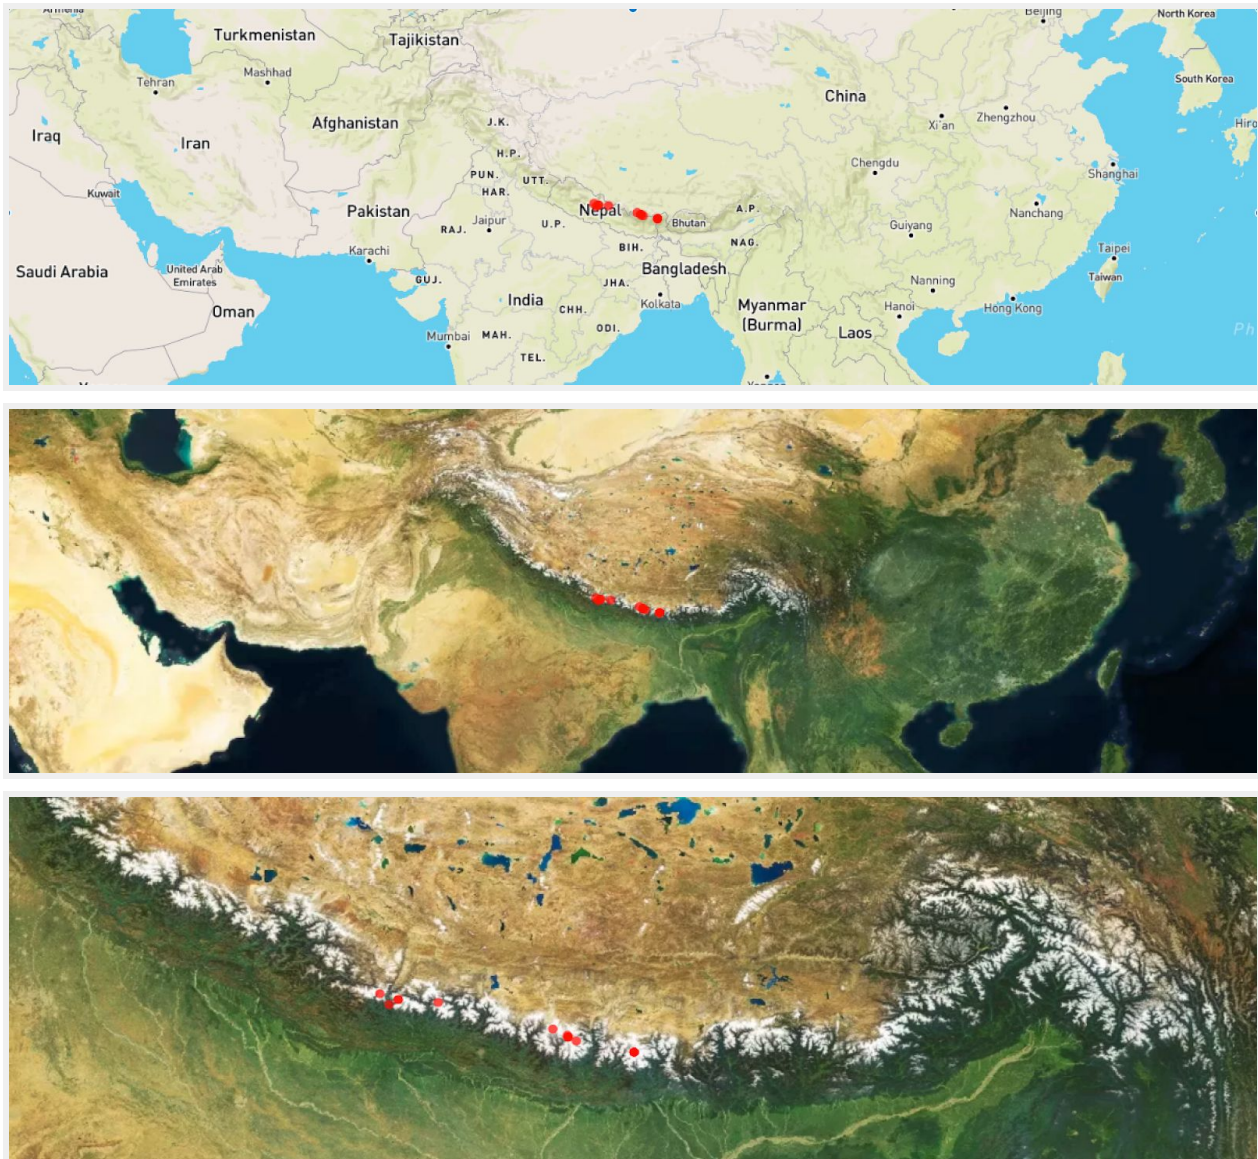 Armenia
Turkmenistan
Tajikistan
Beijing
North Korea
Tehran
Mashhad
South Korea
China
Iraq
Iran
Afghanistan
J.K.
Xi'an
Zhengzhou
Hiro
H.P.
Chengdu
Shanghai
PUN.
UTT.
Kuwait
HAR.
Pakistan
Nepal
A.P.
Nanchang
RAJ.
Jaipur
U.P.
Bhutan
Guiyang
Karachi
BIH.
NAG.
Taipei
Saudi Arabia
United Arab
Emirates
GUJ.
JHA.
Bangladesh
Nanning
Taiwan
Oman
India
CHH.
Kolkata
Myanmar
(Burma)
Hanoi
Hong Kong
Mumbai
MAH.
ODI.
Laos
Ph
TEL.